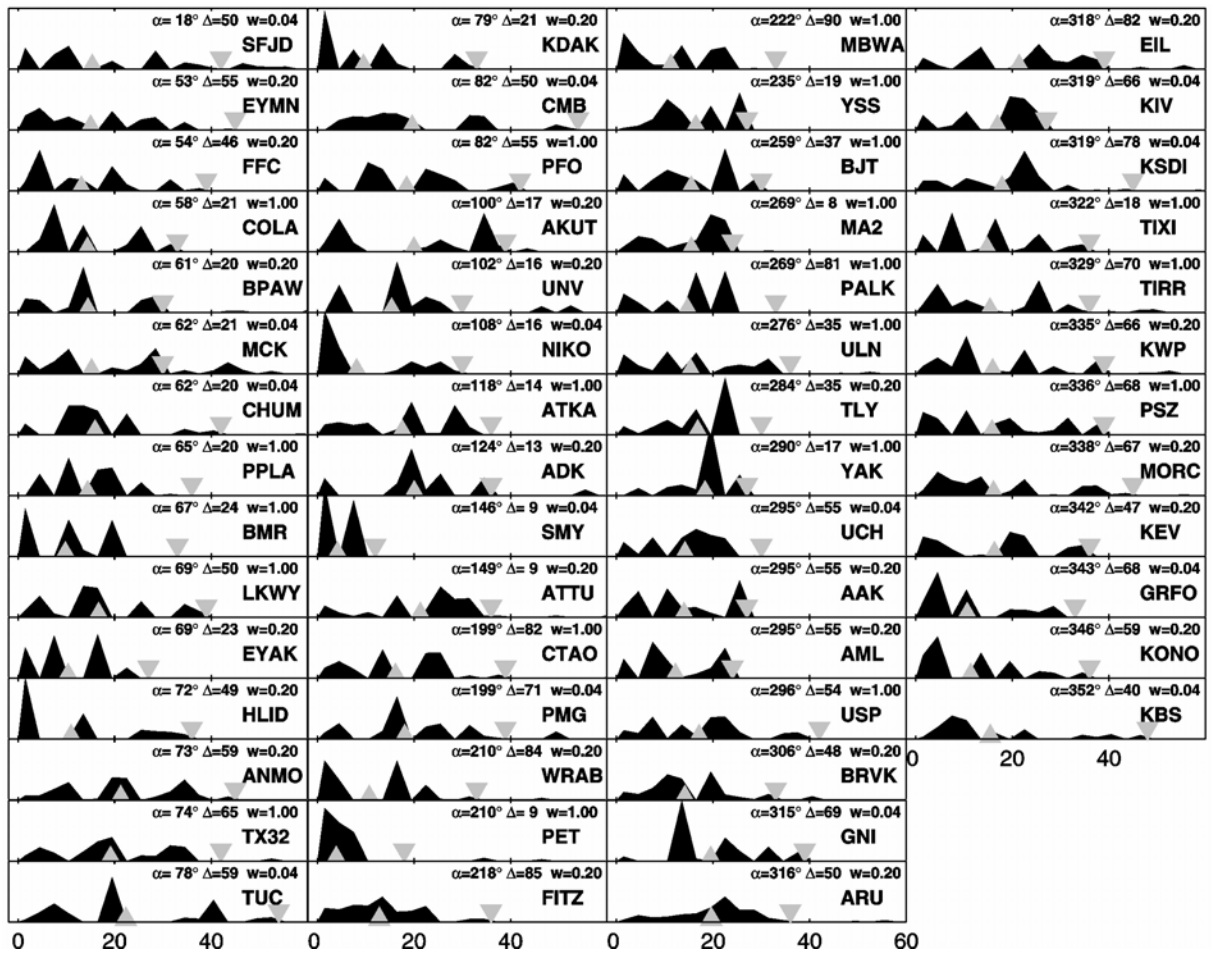 α= 18° Δ=50 w=0.04
SFJD
α= 53° Δ=55 w=0.20
EYMN
α= 54° Δ=46 w=0.20
FFC
α= 58° Δ=21 w=1.00
COLA
α= 61° Δ=20 w=0.20
BPAW
α= 62° Δ=21 w=0.04
MCK
α= 62° Δ=20 w=0.04
CHUM
α= 65° Δ=20 w=1.00
PPLA
α= 67° Δ=24 w=1.00
BMR
α= 69° Δ=50 w=1.00
LKWY
α= 69° Δ=23 w=0.20
EYAK
α= 72° Δ=49 w=0.20
HLID
α= 73° Δ=59 w=0.20
ANMO
α= 74° Δ=65 w=1.00
TX32
α= 78° Δ=59 w=0.04
TUC
0 20 40
α= 79° Δ=21 w=0.20
KDAK
α= 82° Δ=50 w=0.04
CMB
α= 82° Δ=55 w=1.00
PFO
α=100° Δ=17 w=0.20
AKUT
α=102° Δ=16 w=0.20
UNV
α=108° Δ=16 w=0.04
NIKO
α=118° Δ=14 w=1.00
ATKA
α=124° Δ=13 w=0.20
ADK
α=146° Δ= 9 w=0.04
SMY
α=149° Δ= 9 w=0.20
ATTU
α=199° Δ=82 w=1.00
CTAO
α=199° Δ=71 w=0.04
PMG
α=210° Δ=84 w=0.20
WRAB
α=210° Δ= 9 w=1.00
PET
α=218° Δ=85 w=0.20
FITZ
0 20 40
α=222° Δ=90 w=1.00
MBWA
α=235° Δ=19 w=1.00
YSS
α=259° Δ=37 w=1.00
BJT
α=269° Δ= 8 w=1.00
MA2
α=269° Δ=81 w=1.00
PALK
α=276° Δ=35 w=1.00
ULN
α=284° Δ=35 w=0.20
TLY
α=290° Δ=17 w=1.00
YAK
α=295° Δ=55 w=0.04
UCH
α=295° Δ=55 w=0.20
AAK
α=295° Δ=55 w=0.20
AML
α=296° Δ=54 w=1.00
USP
α=306° Δ=48 w=0.20
BRVK
α=315° Δ=69 w=0.04
GNI
α=316° Δ=50 w=0.20
ARU
0 20 40 60
α=318° Δ=82 w=0.20
EIL
α=319° Δ=66 w=0.04
KIV
α=319° Δ=78 w=0.04
KSDI
α=322° Δ=18 w=1.00
TIXI
α=329° Δ=70 w=1.00
TIRR
α=335° Δ=66 w=0.20
KWP
α=336° Δ=68 w=1.00
PSZ
α=338° Δ=67 w=0.20
MORC
α=342° Δ=47 w=0.20
KEV
α=343° Δ=68 w=0.04
GRFO
α=346° Δ=59 w=0.20
KONO
α=352° Δ=40 w=0.04
KBS
0 20 40